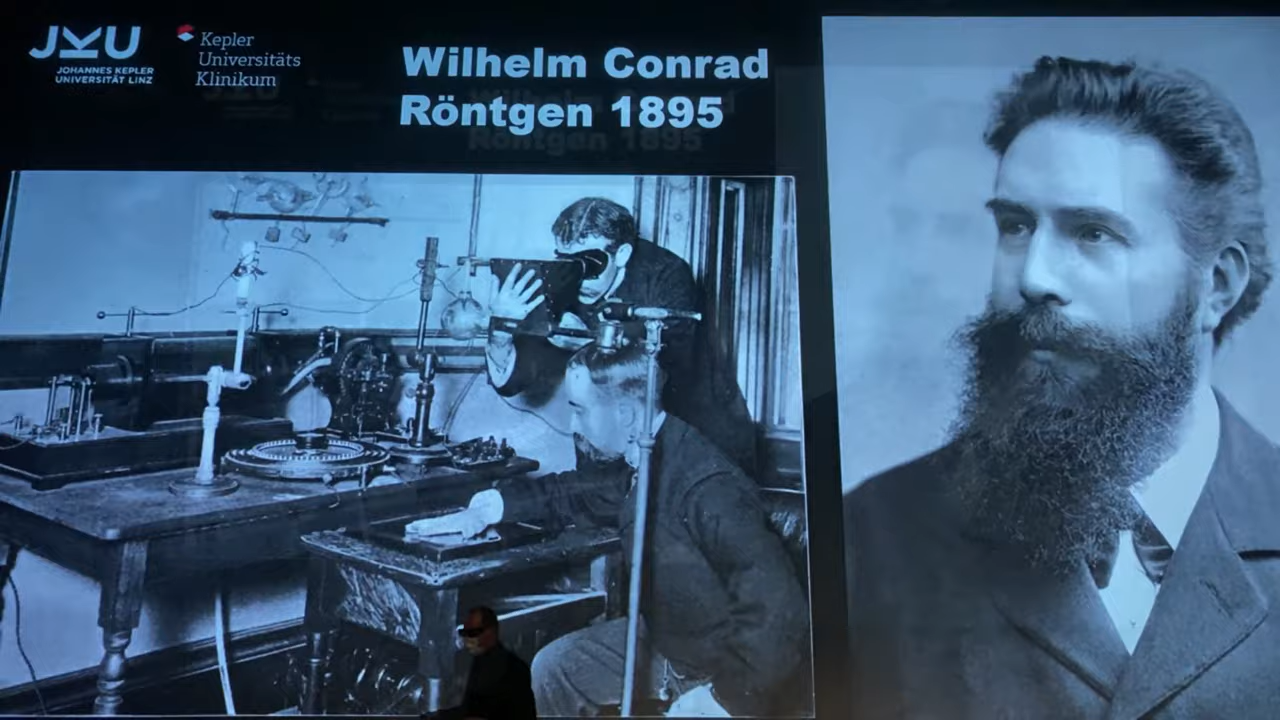 JKU
JOHANNES KEPLER
UNIVERSITÄT LINZ
Kepler
Universitäts
Klinikum
Wilhelm Conrad
Röntgen 1895